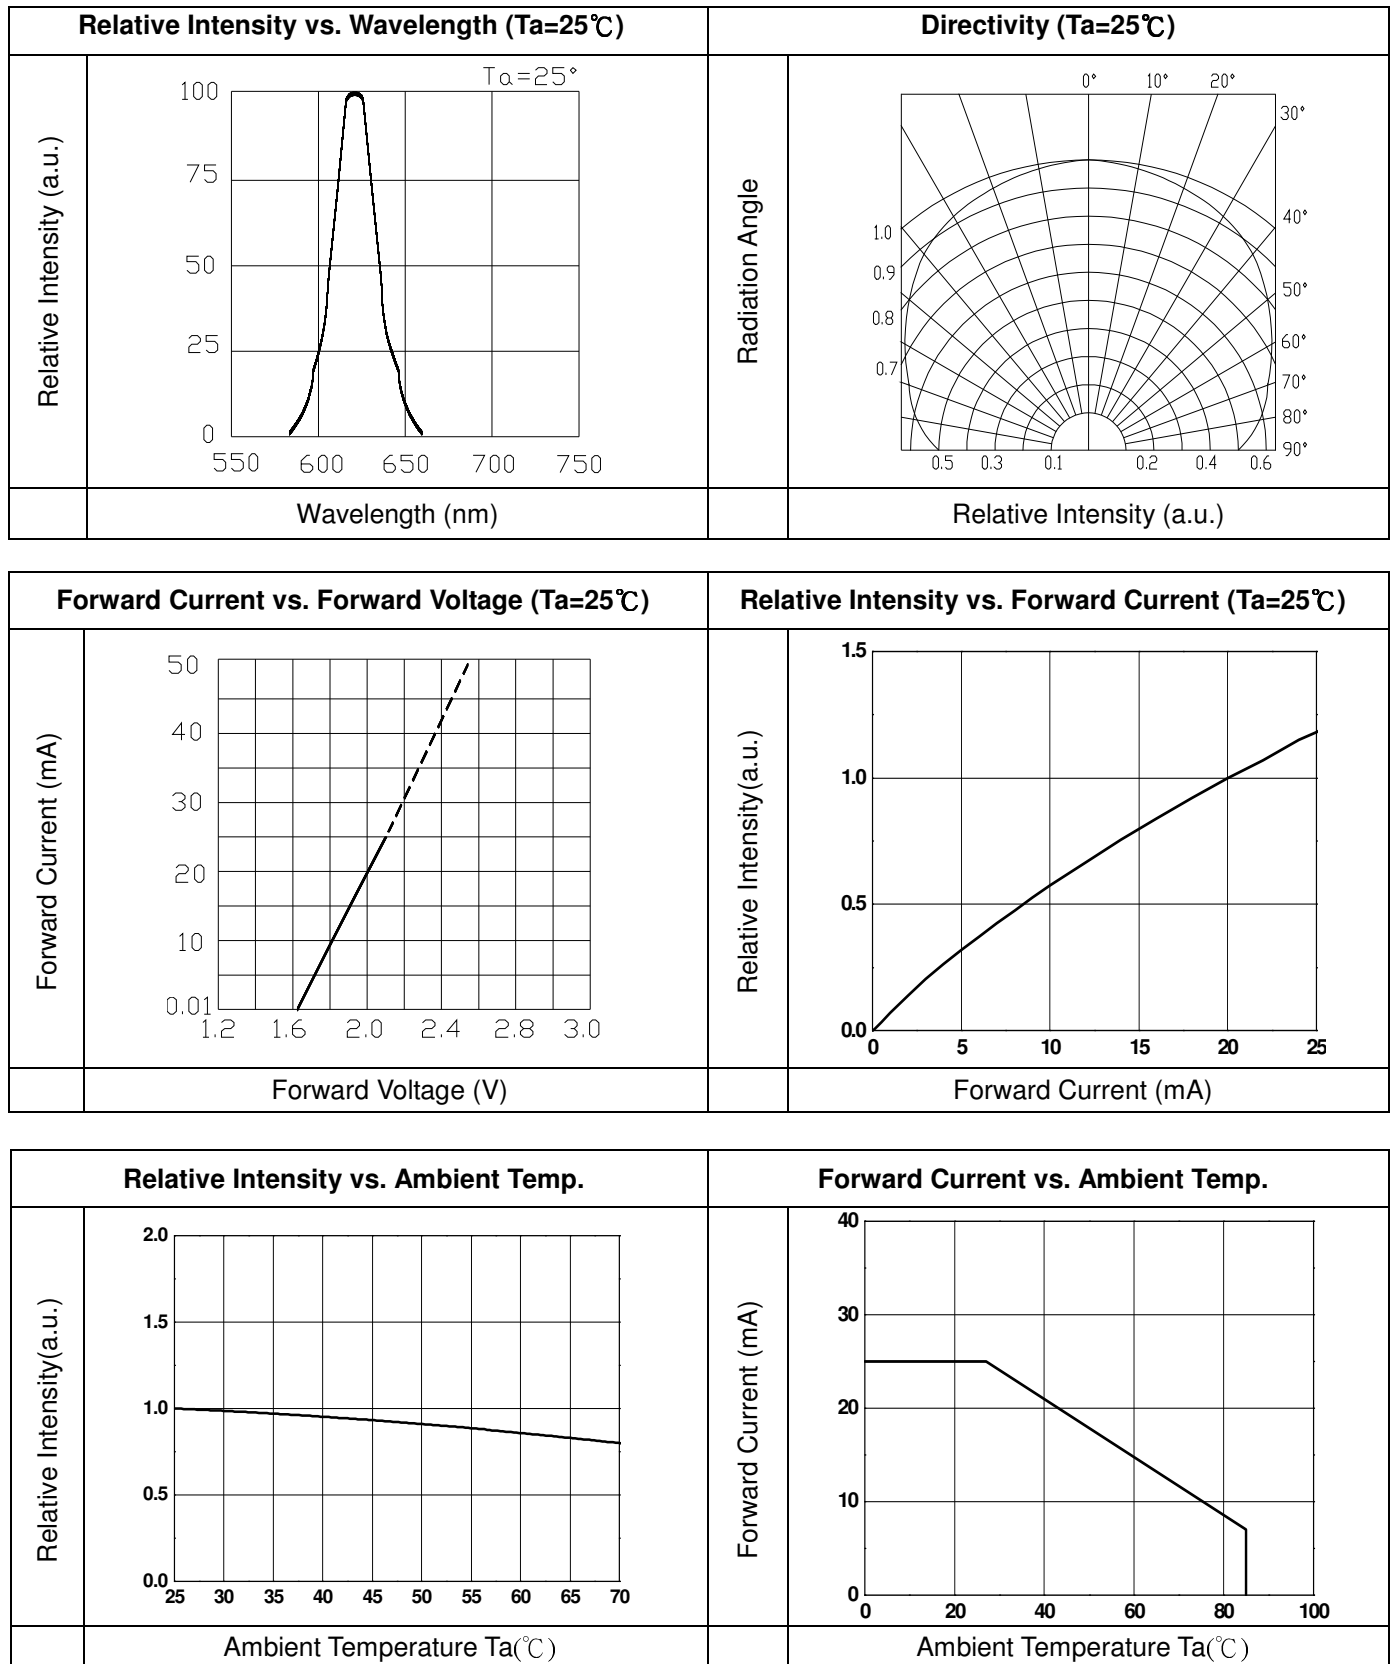 Relative Intensity vs. Wavelength (Ta=25℃)
Directivity (Ta=25℃)
Relative Intensity (a.u.)
Ta=25°
100
75
50
25
0
550 600 650 700 750
Wavelength (nm)
Radiation Angle
0° 10° 20°
30°
40°
50°
60°
70°
80°
90°
1.0
0.9
0.8
0.7
0.5 0.3 0.1 0.2 0.4 0.6
Relative Intensity (a.u.)
Forward Current vs. Forward Voltage (Ta=25℃)
Relative Intensity vs. Forward Current (Ta=25℃)
Forward Current (mA)
50
40
30
20
10
0.01
1.2 1.6 2.0 2.4 2.8 3.0
Forward Voltage (V)
Relative Intensity(a.u.)
1.5
1.0
0.5
0.0
0 5 10 15 20 25
Forward Current (mA)
Relative Intensity vs. Ambient Temp.
Forward Current vs. Ambient Temp.
Relative Intensity(a.u.)
2.0
1.5
1.0
0.5
0.0
25 30 35 40 45 50 55 60 65 70
Ambient Temperature Ta(℃)
Forward Current (mA)
40
30
20
10
0
0 20 40 60 80 100
Ambient Temperature Ta(℃)